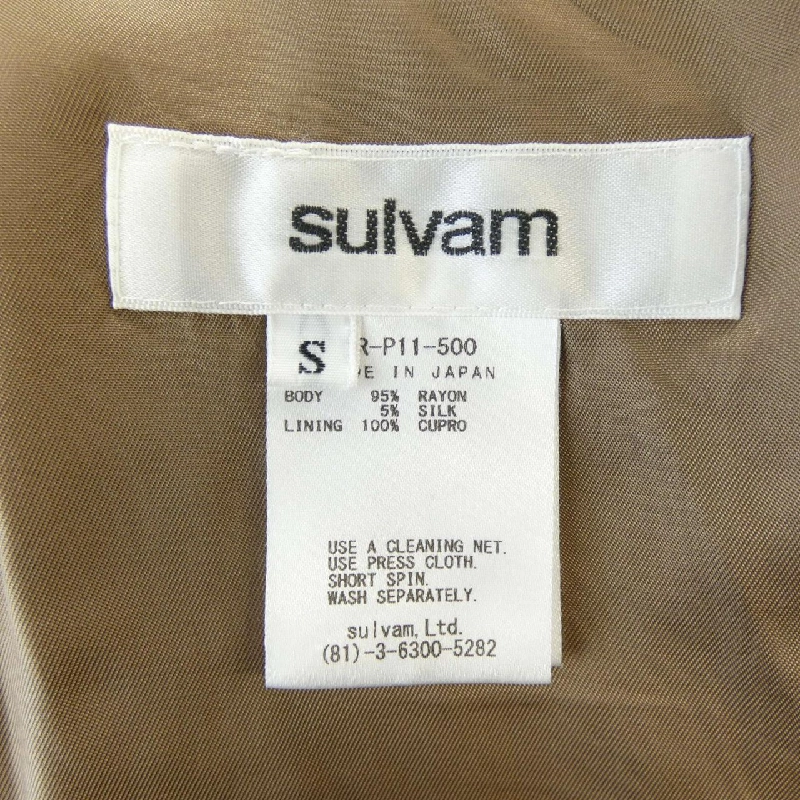 sulvam
S
R-P11-500
DE IN JAPAN
BODY 95% RAYON
5% SILK
LINING 100% CUPRO
USE A CLEANING NET.
USE PRESS CLOTH.
SHORT SPIN.
WASH SEPARATELY.
sulvam, Ltd.
(81)-3-6300-5282